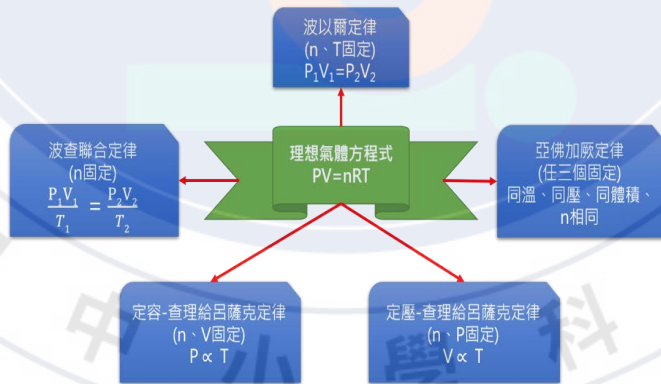 波以爾定律
(n、T固定)
P₁V₁=P₂V₂
波查聯合定律
(n固定)
P₁V₁/T₁ = P₂V₂/T₂
理想氣體方程式
PV=nRT
亞佛加厥定律
(任三個固定)
同溫、同壓、同體積、
n相同
定容-查理給呂薩克定律
(n、V固定)
P ∝ T
定壓-查理給呂薩克定律
(n、P固定)
V ∝ T
中 小 學 科